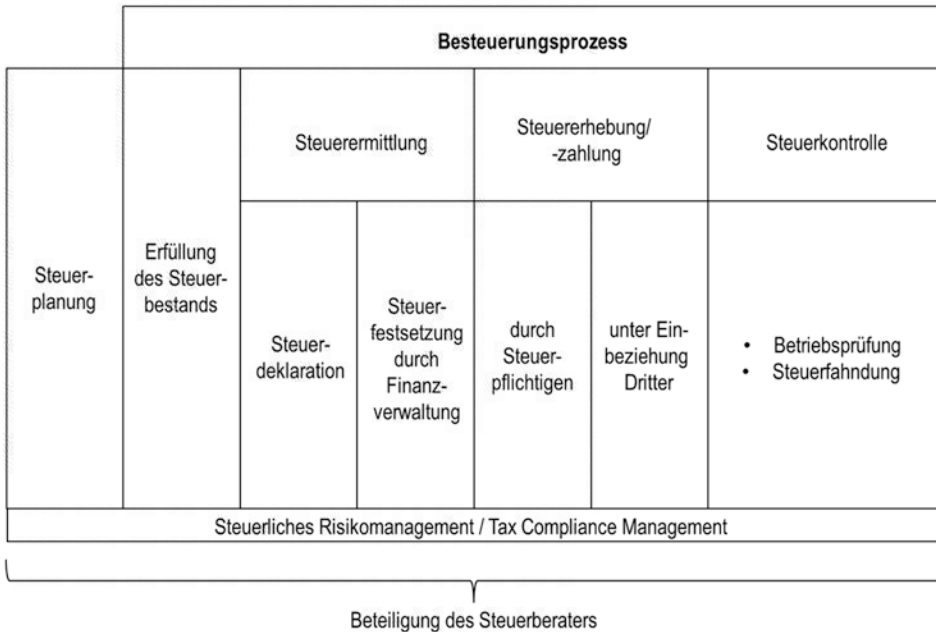 Besteuerungsprozess
Steuerermittlung
Steuererhebung/
-zahlung
Steuerkontrolle
Steuer-
planung
Erfüllung
des Steuer-
bestands
Steuer-
deklaration
Steuer-
festsetzung
durch
Finanz-
verwaltung
durch
Steuer-
pflichtigen
unter Ein-
beziehung
Dritter
• Betriebsprüfung
• Steuerfahndung
Steuerliches Risikomanagement / Tax Compliance Management
Beteiligung des Steuerberaters